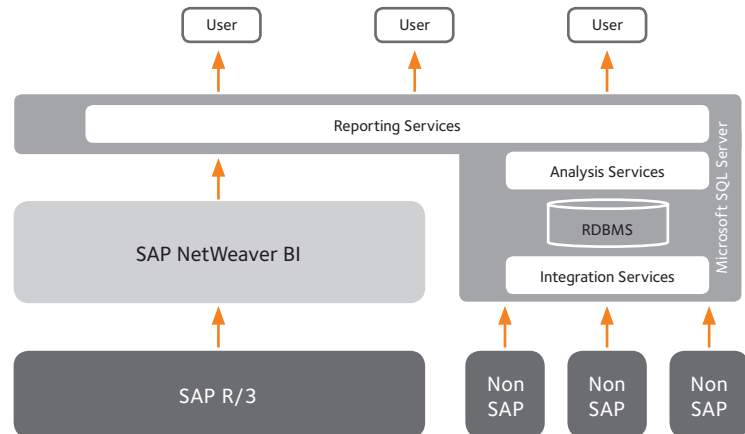 User
User
User
Reporting Services
Analysis Services
RDBMS
Integration Services
Microsoft SQL Server
SAP NetWeaver BI
SAP R/3
Non
SAP
Non
SAP
Non
SAP